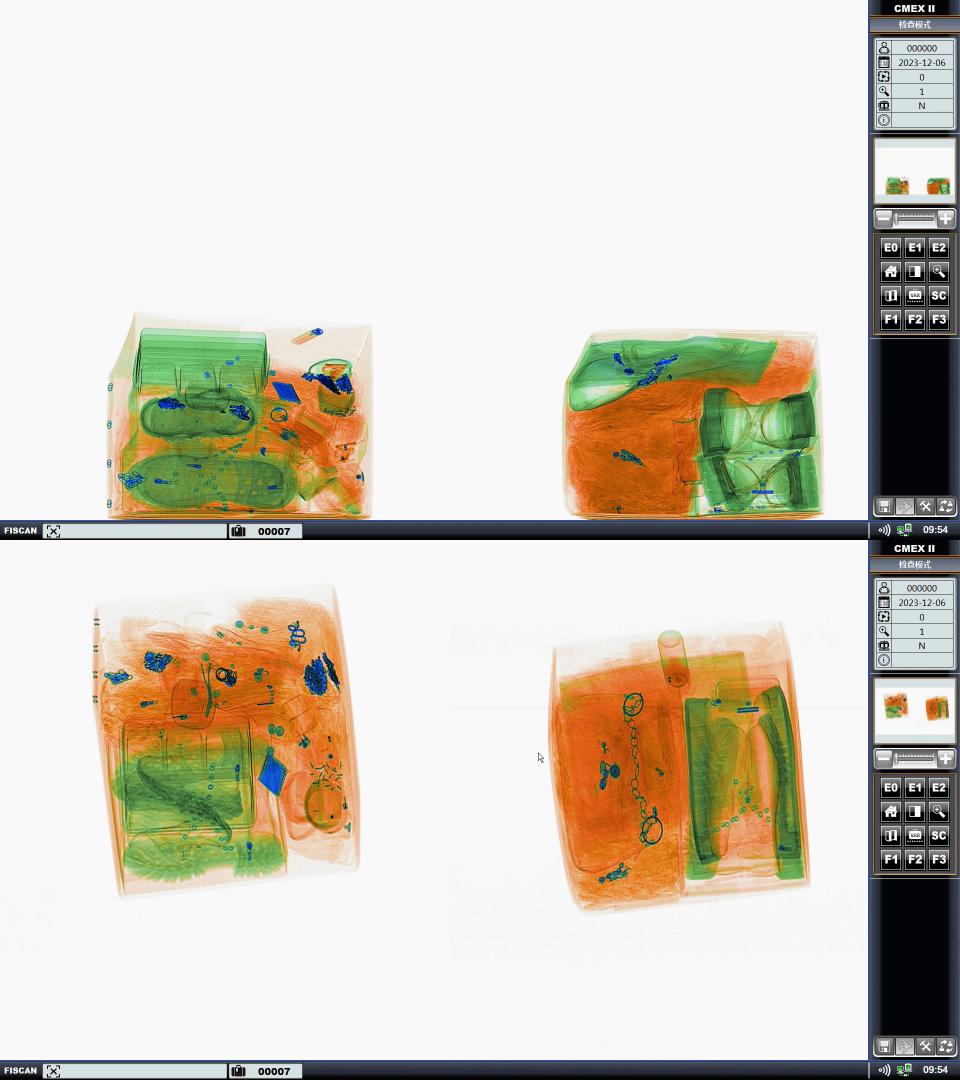 CMEX II
检查模式
000000
2023-12-06
0
1
N
E0 E1 E2
VAR SC
F1 F2 F3
FISCAN
00007
09:54
CMEX II
检查模式
000000
2023-12-06
0
1
N
E0 E1 E2
VAR SC
F1 F2 F3
FISCAN
00007
09:54